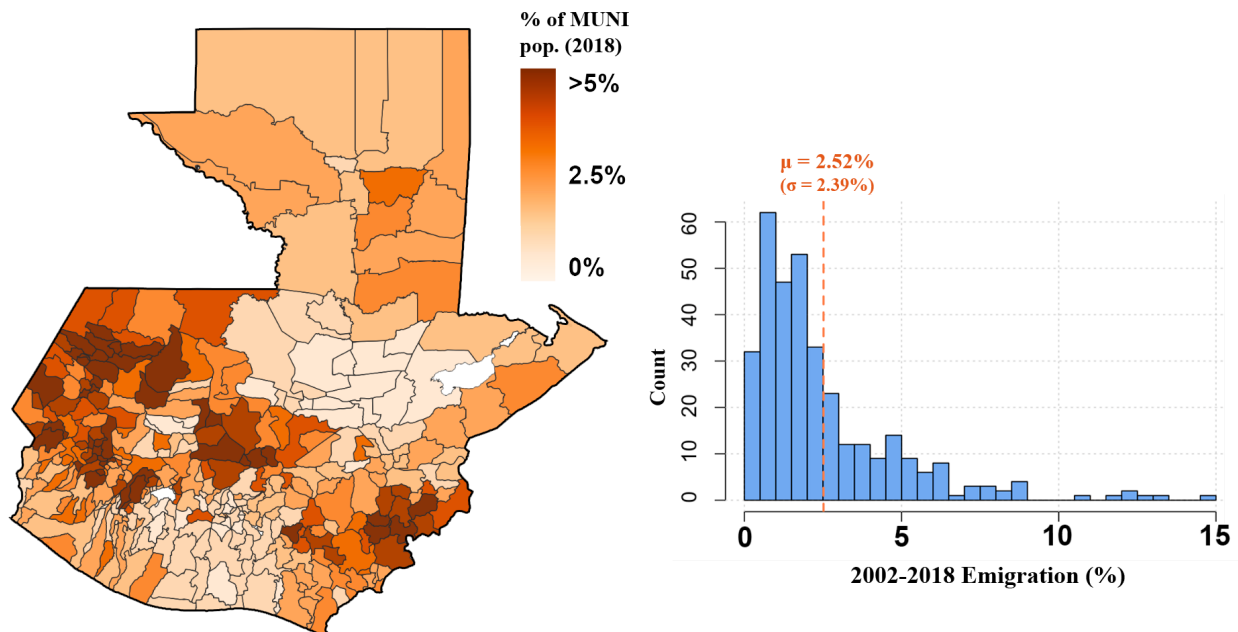 % of MUNI
pop. (2018)
>5%
2.5%
0%
μ = 2.52%
(σ = 2.39%)
60
50
40
30
20
10
0
Count
0 5 10 15
2002-2018 Emigration (%)